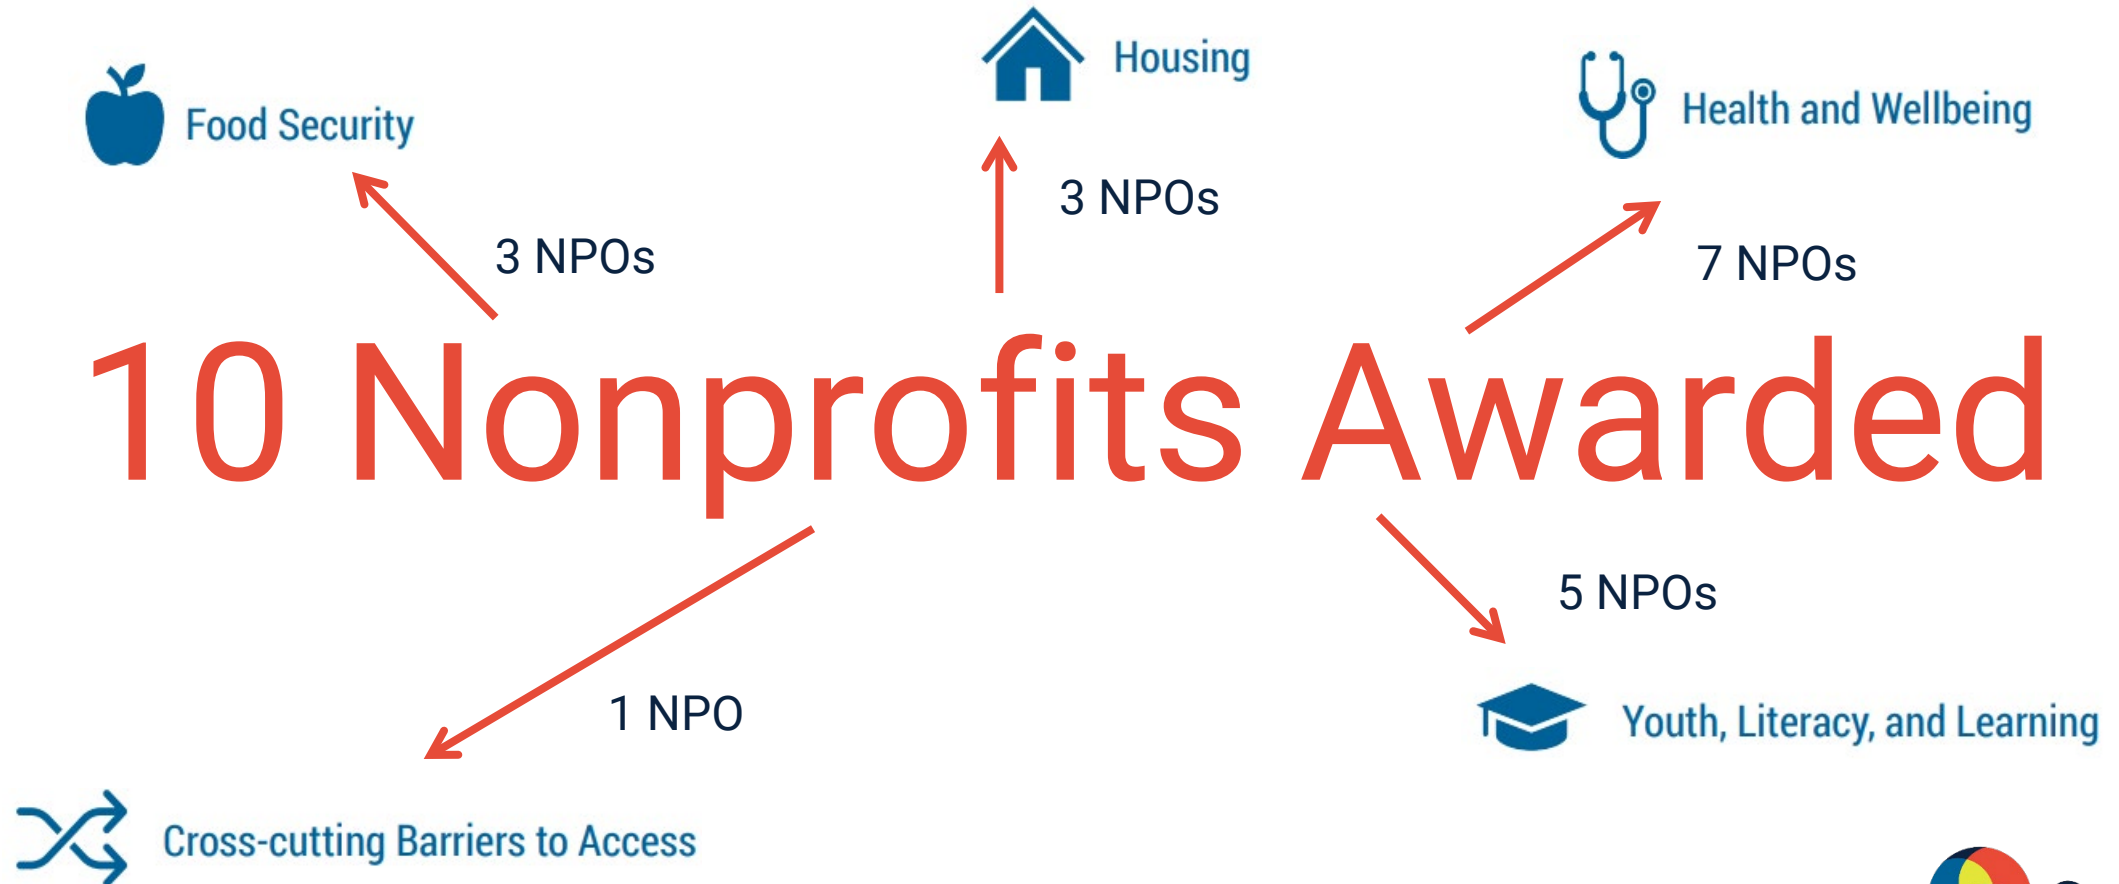 Housing
Food Security
Health and Wellbeing
3 NPOs
3 NPOs
7 NPOs
10 Nonprofits Awarded
5 NPOs
1 NPO
Youth, Literacy, and Learning
Cross-cutting Barriers to Access